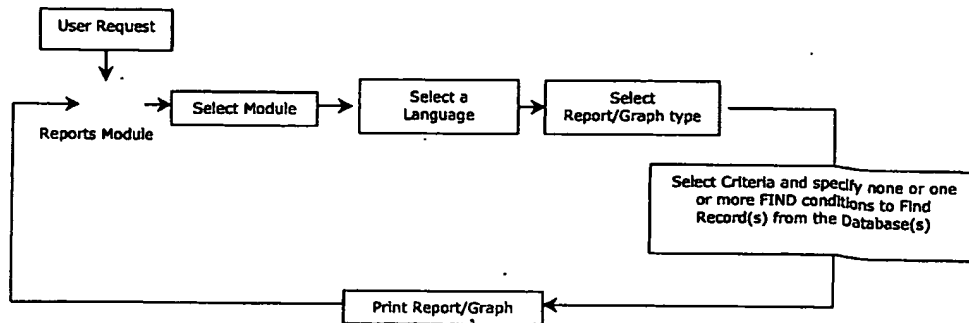 User Request
Reports Module
Select Module
Select a
Language
Select
Report/Graph type
Select Criteria and specify none or one
or more FIND conditions to Find
Record(s) from the Database(s)
Print Report/Graph